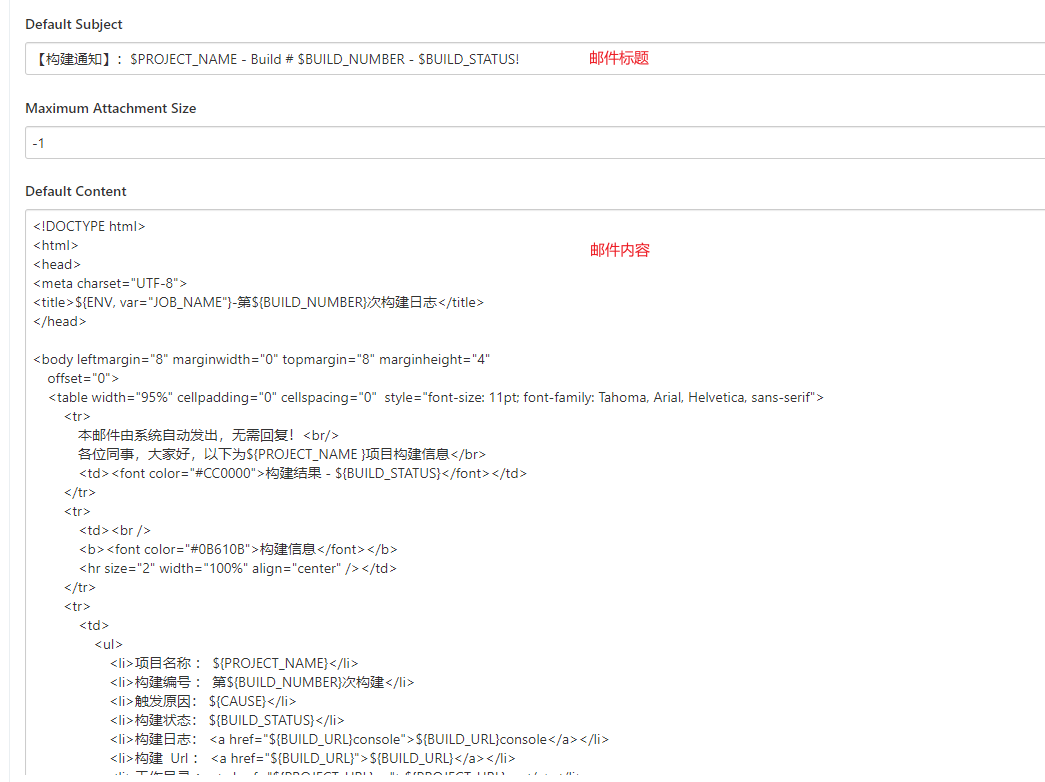 Default Subject
【构建通知】：$PROJECT_NAME - Build # $BUILD_NUMBER - $BUILD_STATUS!
邮件标题
Maximum Attachment Size
-1
Default Content
<!DOCTYPE html>
邮件内容
<html>
<head>
<meta charset="UTF-8">
<title>${ENV, var="JOB_NAME"}-第${BUILD_NUMBER}次构建日志</title>
</head>
<body leftmargin="8" marginwidth="0" topmargin="8" marginheight="4"
offset="0">
<table width="95%" cellpadding="0" cellspacing="0"  style="font-size: 11pt; font-family: Tahoma, Arial, Helvetica, sans-serif">
<tr>
本邮件由系统自动发出，无需回复！<br/>
各位同事，大家好，以下为${PROJECT_NAME }项目构建信息</br>
<td><font color="#CC0000">构建结果 - ${BUILD_STATUS}</font></td>
</tr>
<tr>
<td><br />
<b><font color="#0B610B">构建信息</font></b>
<hr size="2" width="100%" align="center" /></td>
</tr>
<tr>
<td>
<ul>
<li>项目名称 ： ${PROJECT_NAME}</li>
<li>构建编号 ： 第${BUILD_NUMBER}次构建</li>
<li>触发原因： ${CAUSE}</li>
<li>构建状态： ${BUILD_STATUS}</li>
<li>构建日志： <a href="${BUILD_URL}console">${BUILD_URL}console</a></li>
<li>构建  Url ： <a href="${BUILD_URL}">${BUILD_URL}</a></li>